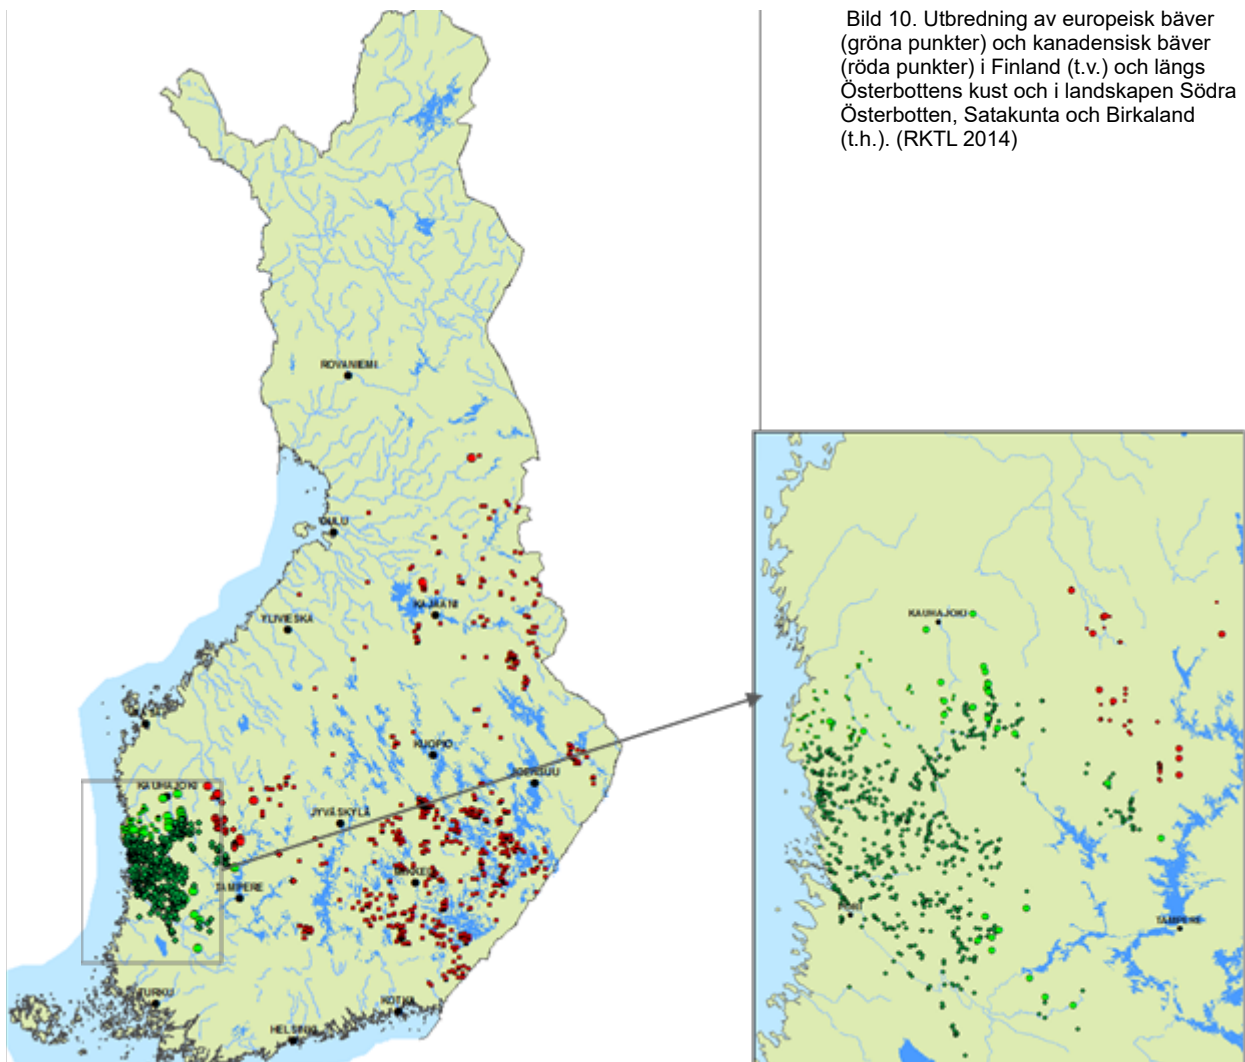 Bild 10. Utbredning av europeisk bäver
(gröna punkter) och kanadensisk bäver
(röda punkter) i Finland (t.v.) och längs
Österbottens kust och i landskapen Södra
Österbotten, Satakunta och Birkaland
(t.h.). (RKTL 2014)
ROVANIEMI
OULU
KAJAANI
YLIVIESKA
KUOPIO
JOENSUU
KAUHAJOKI
JYVÄSKYLÄ
MIKKELI
TAMPERE
TURKU
KOTKA
HELSINKI
KAUHAJOKI
PORI
TAMPERE